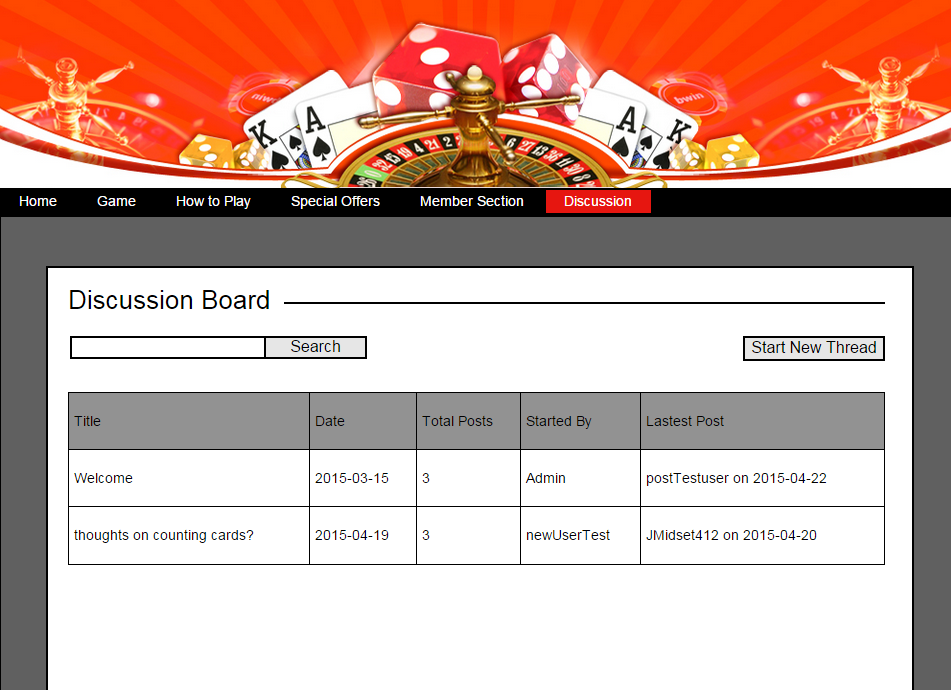 bwin
K A A K
Home Game How to Play Special Offers Member Section Discussion
Discussion Board
Search Start New Thread
Title Date Total Posts Started By Lastest Post
Welcome 2015-03-15 3 Admin postTestuser on 2015-04-22
thoughts on counting cards? 2015-04-19 3 newUserTest JMidset412 on 2015-04-20